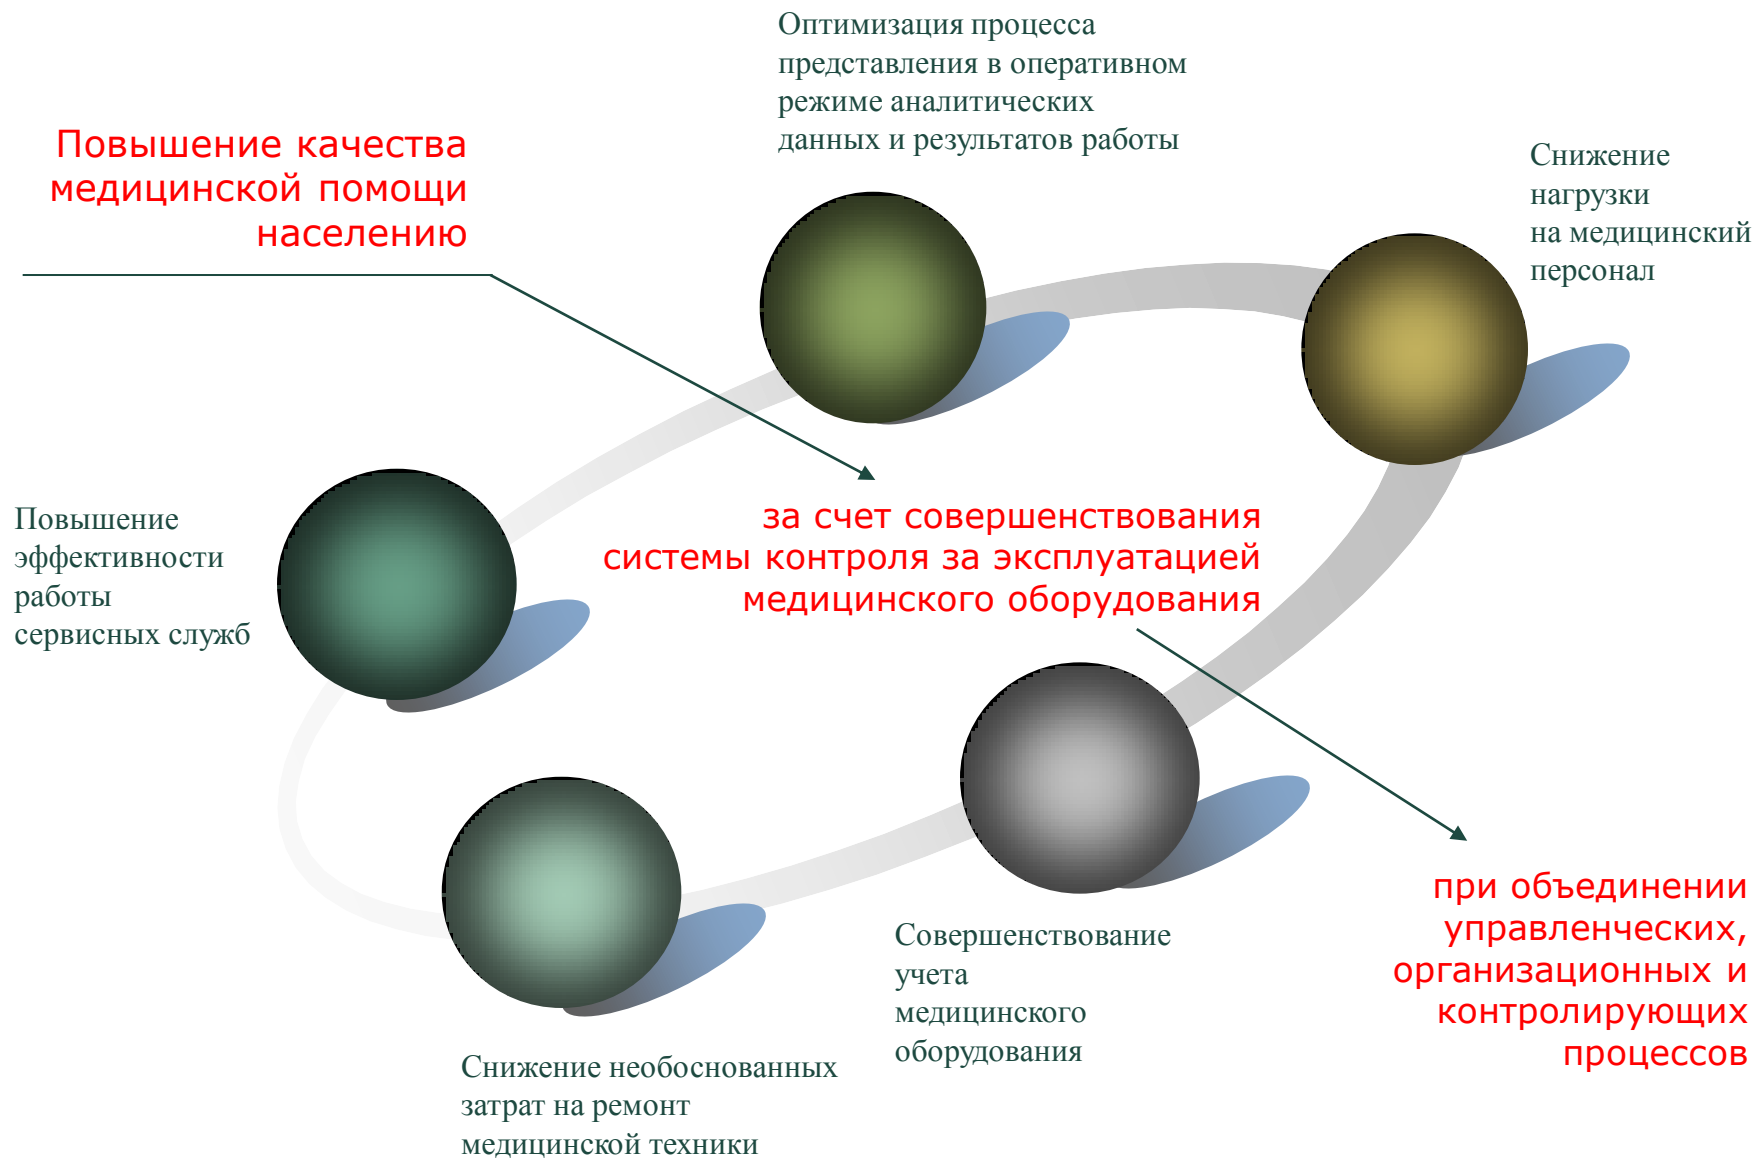 Оптимизация процесса
представления в оперативном
режиме аналитических
данных и результатов работы
Повышение качества
медицинской помощи
населению
Снижение
нагрузки
на медицинский
персонал
Повышение
эффективности
работы
сервисных служб
за счет совершенствования
системы контроля за эксплуатацией
медицинского оборудования
при объединении
управленческих,
организационных и
контролирующих
процессов
Совершенствование
учета
медицинского
оборудования
Снижение необоснованных
затрат на ремонт
медицинской техники